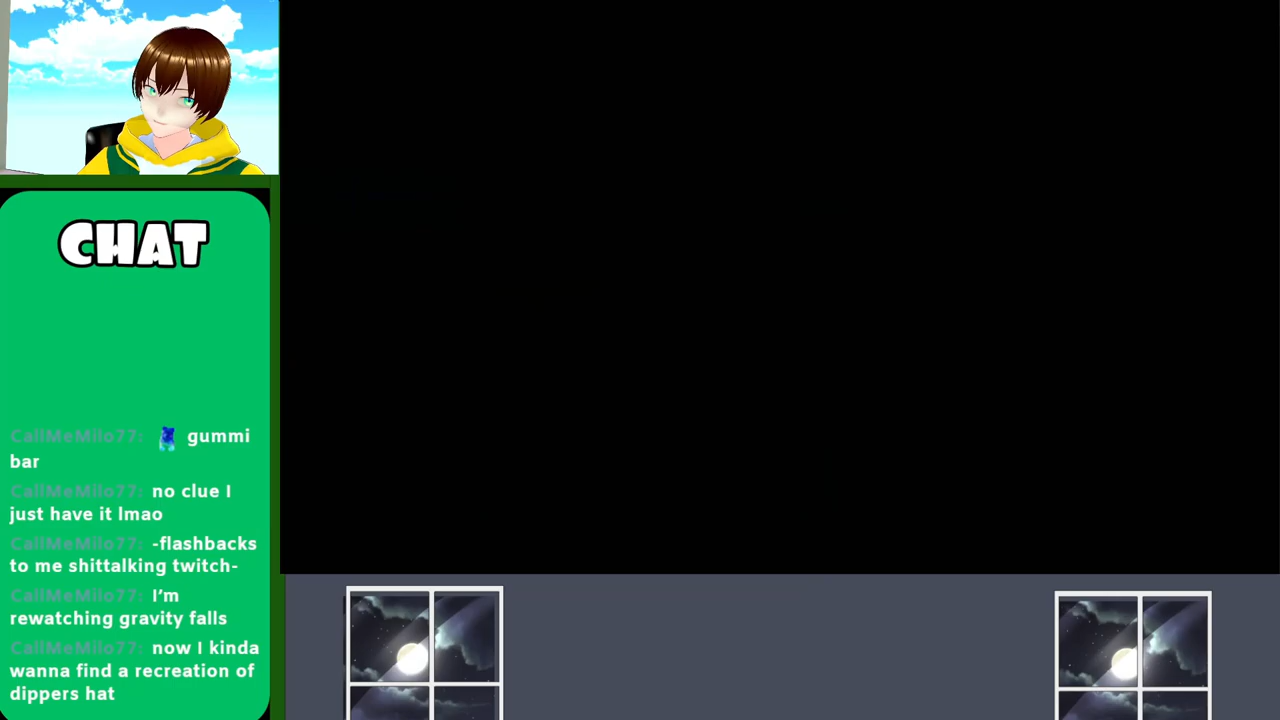 CHAT
CallMeMilo77: gummi
bar
CallMeMilo77: no clue I
just have it lmao
CallMeMilo77: -flashbacks
to me shittalking twitch-
CallMeMilo77: I'm
rewatching gravity falls
CallMeMilo77: now I kinda
wanna find a recreation of
dippers hat